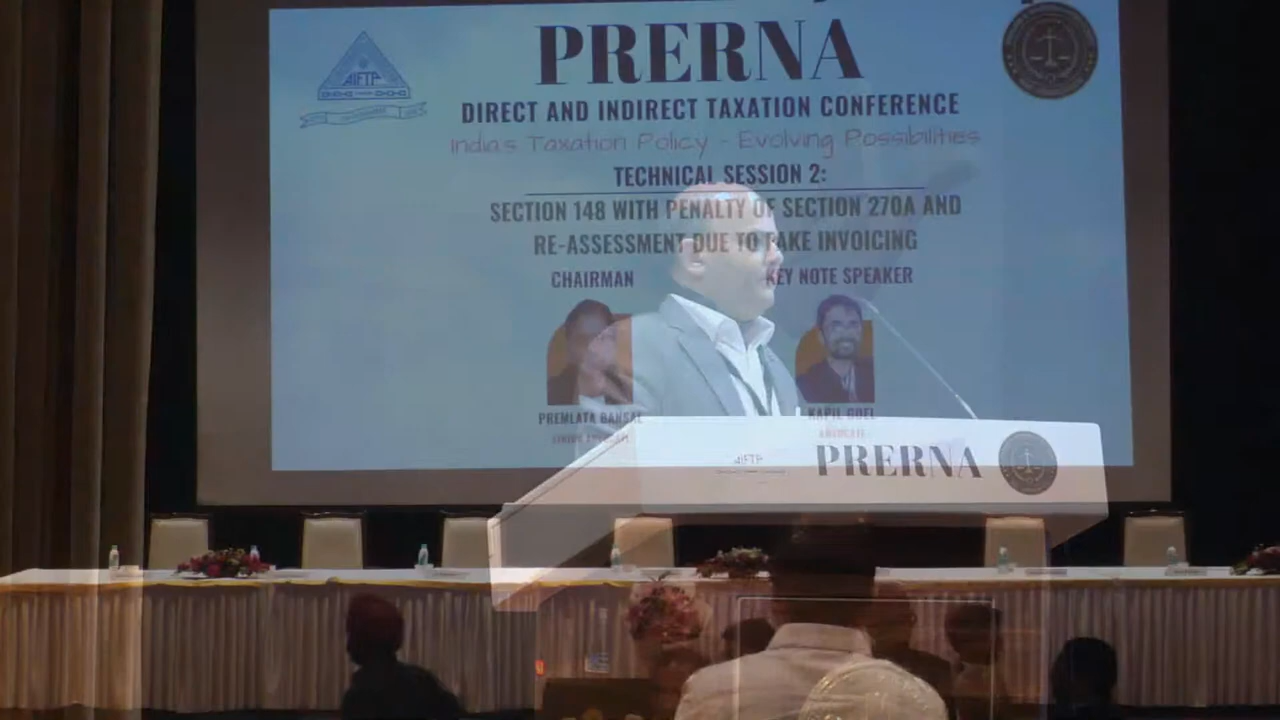 AIFTP
PRERNA
DIRECT AND INDIRECT TAXATION CONFERENCE
India's Taxation Policy - Evolving Possibilities
TECHNICAL SESSION 2:
SECTION 148 WITH PENALTY OF SECTION 270A AND
RE-ASSESSMENT DUE TO FAKE INVOICING
CHAIRMAN
KEY NOTE SPEAKER
PREMLATA BANSAL
KAPIL GOEL
ADVOCATE
AIFTP
PRERNA